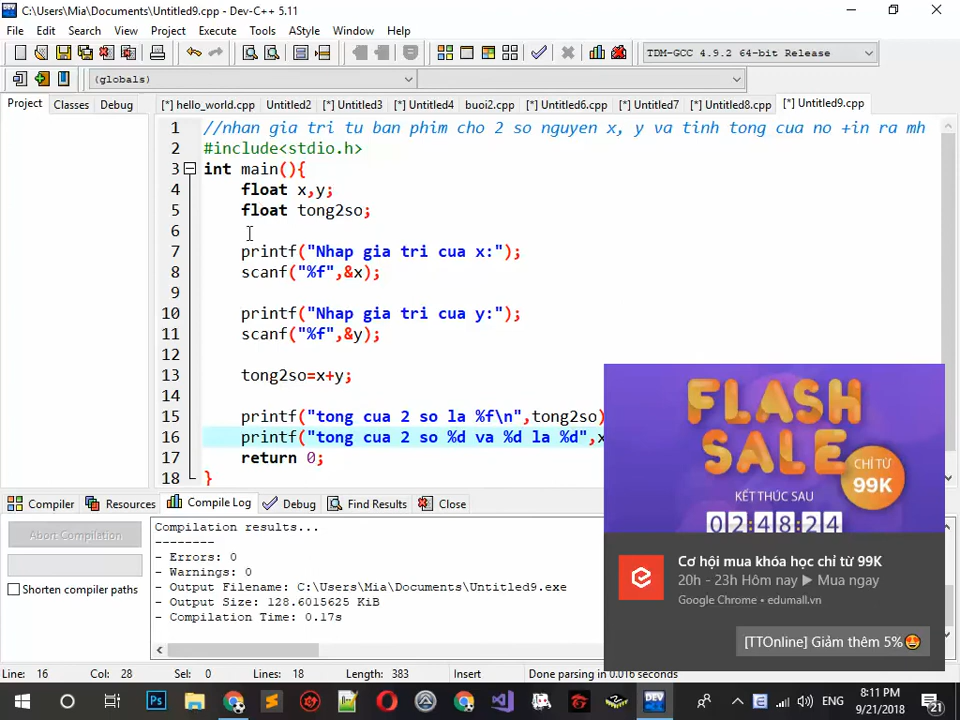 C:\Users\Mia\Documents\Untitled9.cpp - Dev-C++ 5.11
File Edit Search View Project Execute Tools AStyle Window Help
TDM-GCC 4.9.2 64-bit Release
(globals)
Project Classes Debug
[*] hello_world.cpp Untitled2 [*] Untitled3 [*] Untitled4 buoi2.cpp [*] Untitled6.cpp [*] Untitled7 [*] Untitled8.cpp [*] Untitled9.cpp
1 //nhan gia tri tu ban phim cho 2 so nguyen x, y va tinh tong cua no +in ra mh
2 #include<stdio.h>
3 int main(){
4 float x,y;
5 float tong2so;
6
7 printf("Nhap gia tri cua x:");
8 scanf("%f",&x);
9
10 printf("Nhap gia tri cua y:");
11 scanf("%f",&y);
12
13 tong2so=x+y;
14
15 printf("tong cua 2 so la %f\n",tong2so)
16 printf("tong cua 2 so %d va %d la %d",x
17 return 0;
18 }
Compiler Resources Compile Log Debug Find Results Close
Abort Compilation
Shorten compiler paths
Compilation results...
--------
- Errors: 0
- Warnings: 0
- Output Filename: C:\Users\Mia\Documents\Untitled9.exe
- Output Size: 128.6015625 KiB
- Compilation Time: 0.17s
FLASH
SALE
CHỈ TỪ
99K
KẾT THÚC SAU
02:48:24
Cơ hội mua khóa học chỉ từ 99K
20h - 23h Hôm nay ▶ Mua ngay
Google Chrome • edumall.vn
[TTOnline] Giảm thêm 5%😍
Line: 16 Col: 28 Sel: 0 Lines: 18 Length: 383 Insert Done parsing in 0.016 seconds
Ps
DEV
ENG
8:11 PM
9/21/2018
21